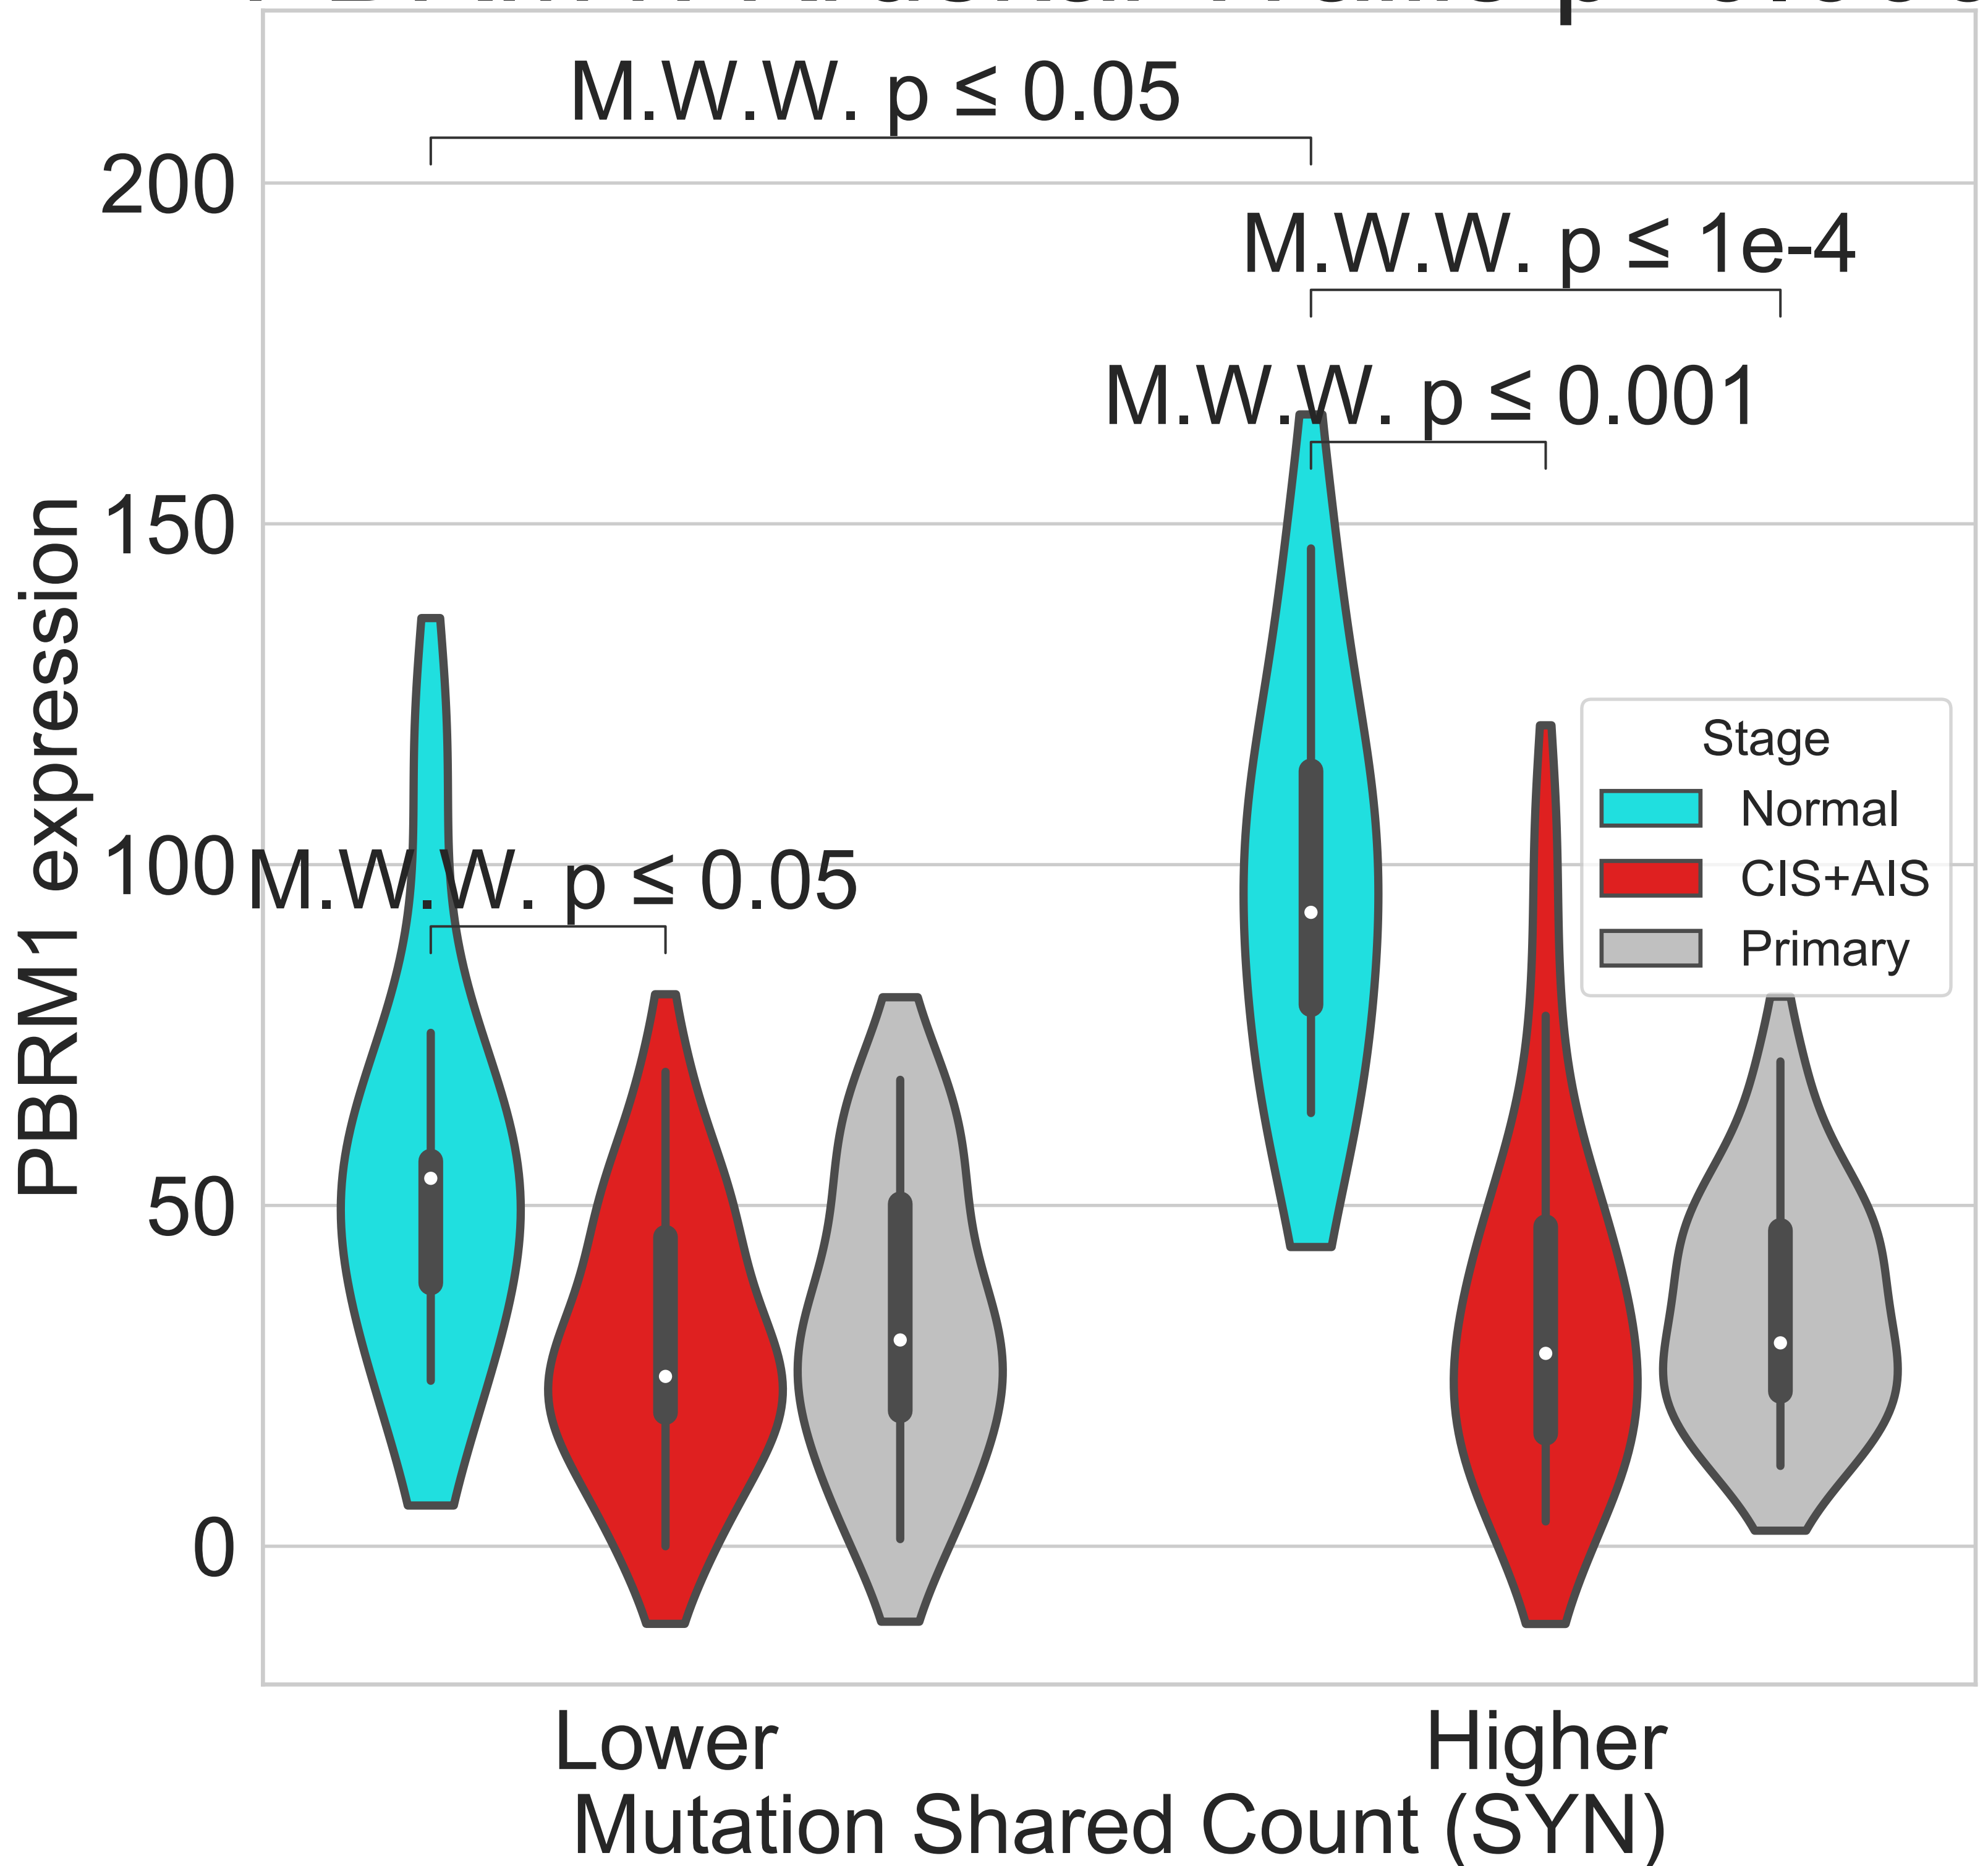 M.W.W. p ≤ 0.05
200
M.W.W. p ≤ 1e-4
M.W.W. p ≤ 0.001
150
Stage
Normal
CIS+AIS
Primary
100
M.W.W. p ≤ 0.05
50
0
PBRM1 expression
Lower
Higher
Mutation Shared Count (SYN)